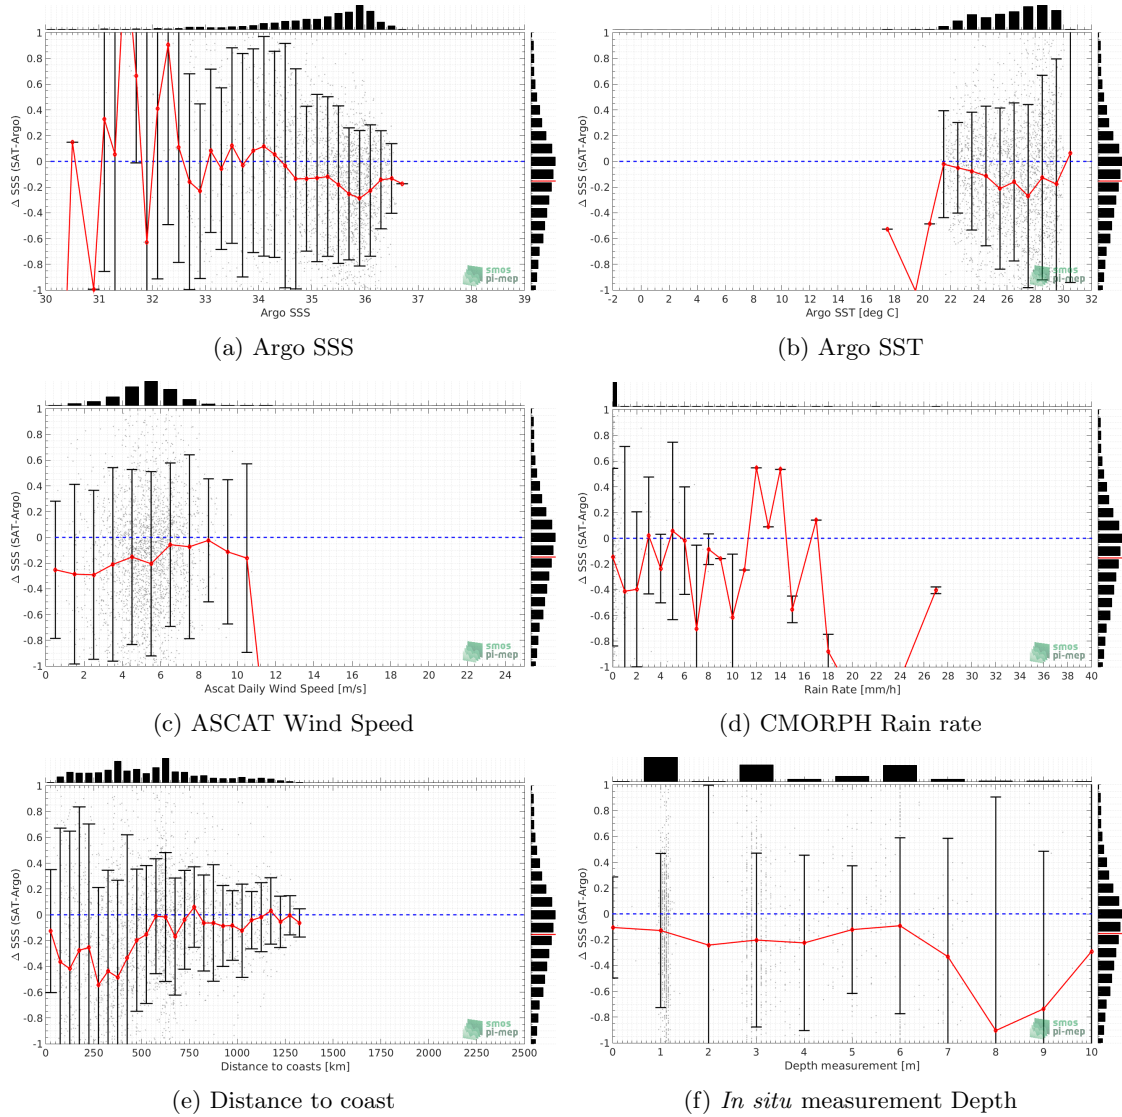 1
0.8
0.6
0.4
0.2
0
-0.2
-0.4
-0.6
-0.8
-1
Δ SSS (SAT-Argo)
30 31 32 33 34 35 36 37 38 39
Argo SSS
smos
pi-mep
(a) Argo SSS
1
0.8
0.6
0.4
0.2
0
-0.2
-0.4
-0.6
-0.8
-1
Δ SSS (SAT-Argo)
-2 0 2 4 6 8 10 12 14 16 18 20 22 24 26 28 30 32
Argo SST [deg C]
smos
pi-mep
(b) Argo SST
1
0.8
0.6
0.4
0.2
0
-0.2
-0.4
-0.6
-0.8
-1
Δ SSS (SAT-Argo)
0 2 4 6 8 10 12 14 16 18 20 22 24
Ascat Daily Wind Speed [m/s]
smos
pi-mep
(c) ASCAT Wind Speed
1
0.8
0.6
0.4
0.2
0
-0.2
-0.4
-0.6
-0.8
-1
Δ SSS (SAT-Argo)
0 2 4 6 8 10 12 14 16 18 20 22 24 26 28 30 32 34 36 38 40
Rain Rate [mm/h]
smos
pi-mep
(d) CMORPH Rain rate
1
0.8
0.6
0.4
0.2
0
-0.2
-0.4
-0.6
-0.8
-1
Δ SSS (SAT-Argo)
0 250 500 750 1000 1250 1500 1750 2000 2250 2500
Distance to coasts [km]
smos
pi-mep
(e) Distance to coast
1
0.8
0.6
0.4
0.2
0
-0.2
-0.4
-0.6
-0.8
-1
Δ SSS (SAT-Argo)
0 1 2 3 4 5 6 7 8 9 10
Depth measurement [m]
smos
pi-mep
(f) In situ measurement Depth